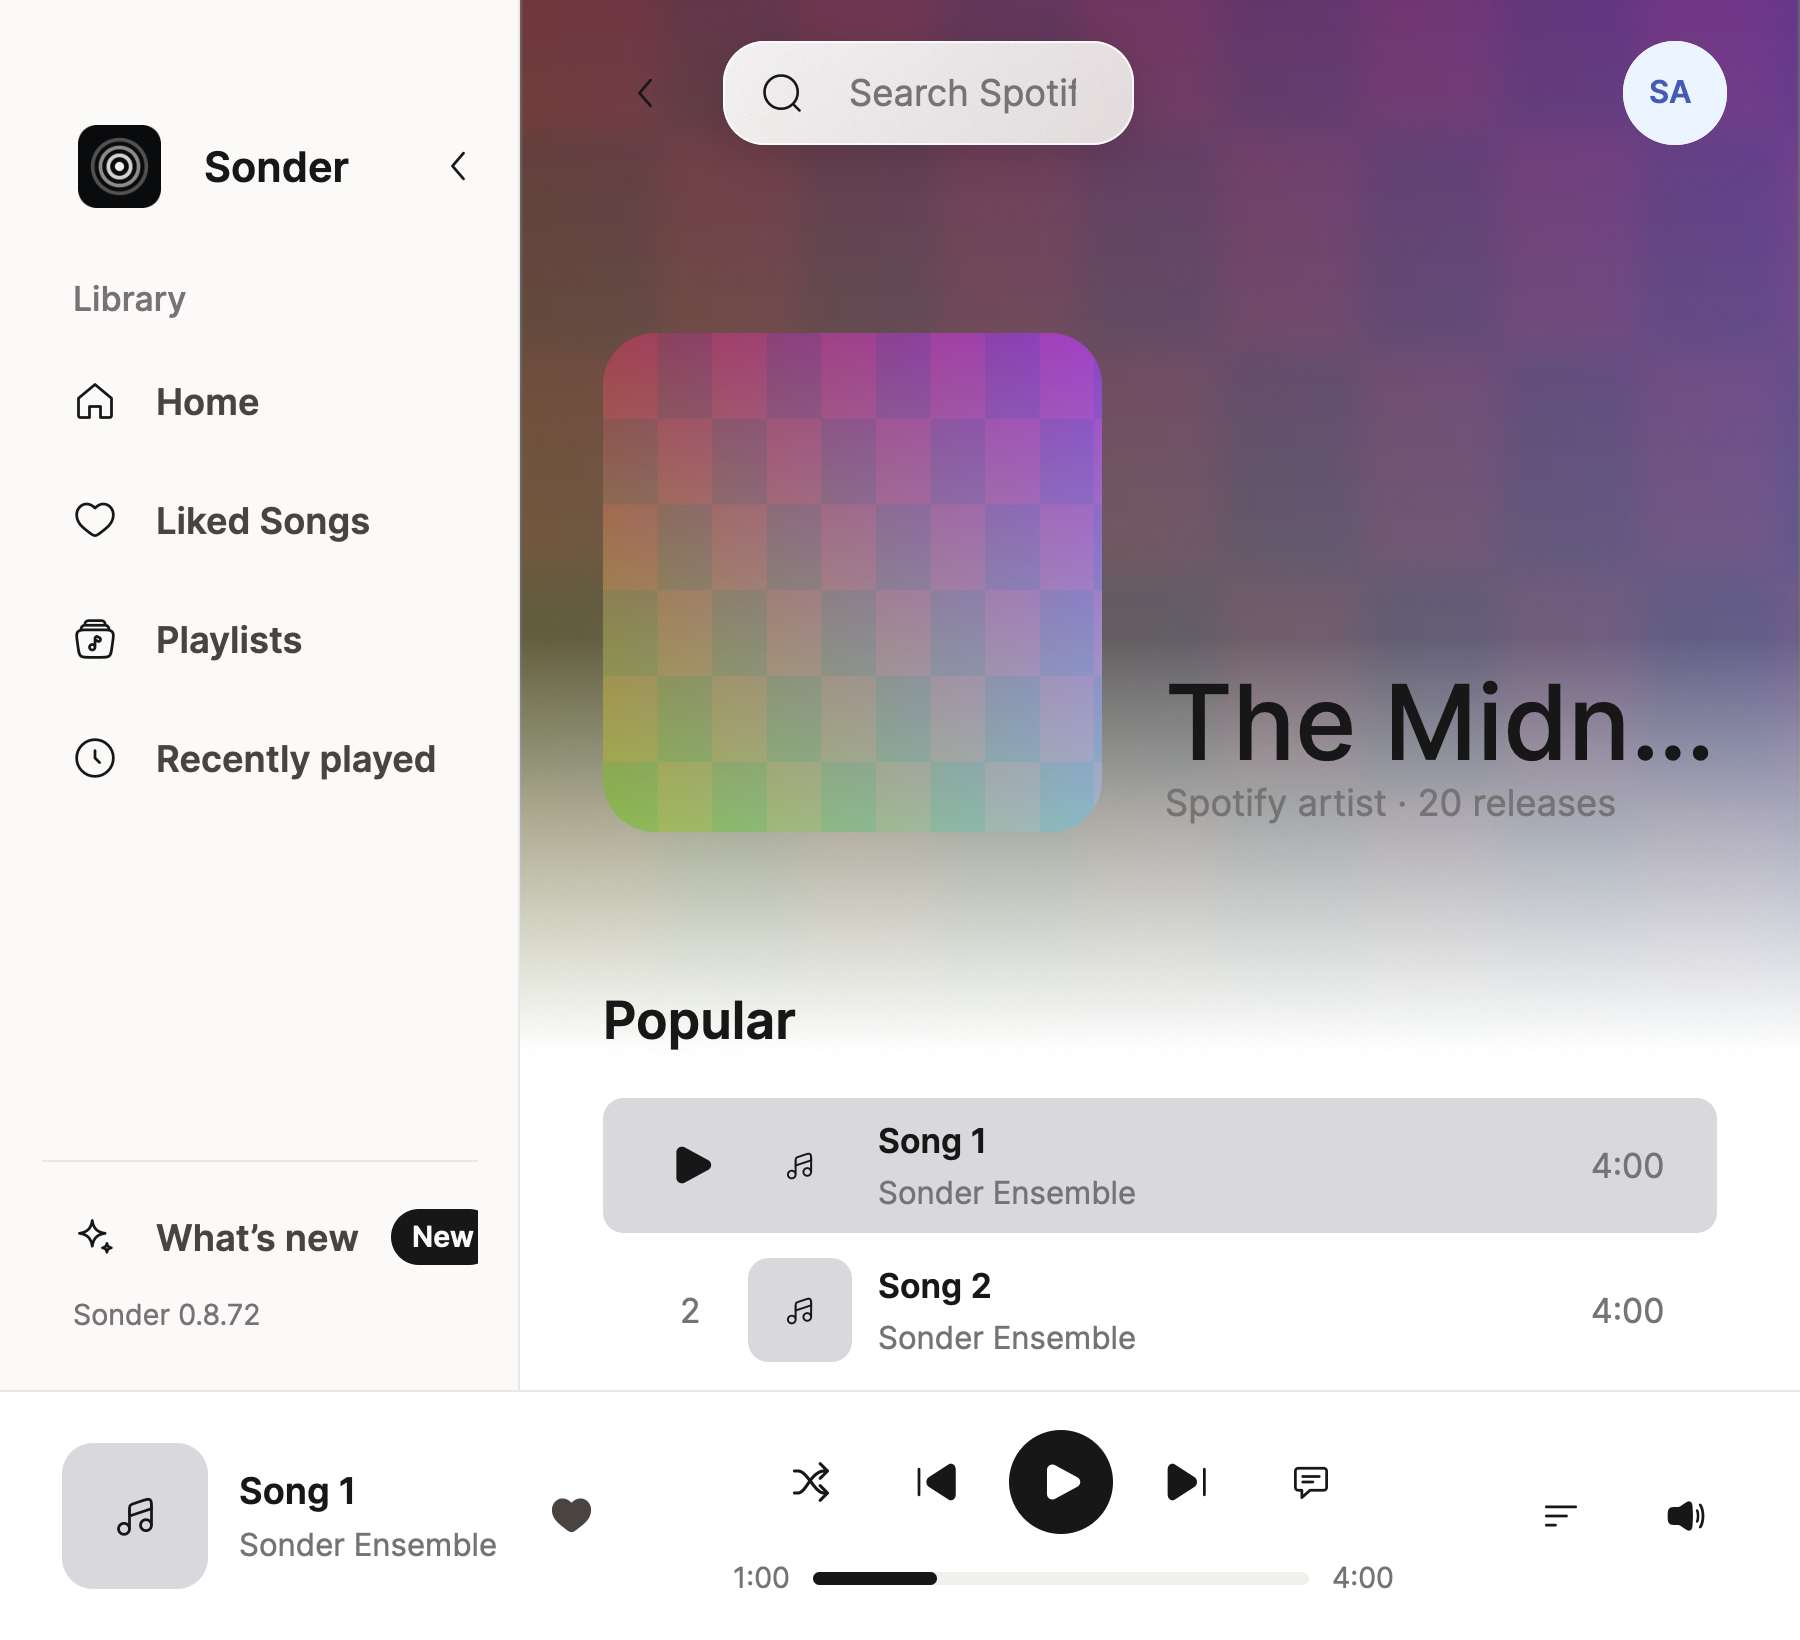 Search Spotif
SA
Sonder
Library
Home
Liked Songs
Playlists
Recently played
The Midn...
Spotify artist · 20 releases
Popular
Song 1
Sonder Ensemble
4:00
2
Song 2
Sonder Ensemble
4:00
What’s new
New
Sonder 0.8.72
Song 1
Sonder Ensemble
1:00
4:00